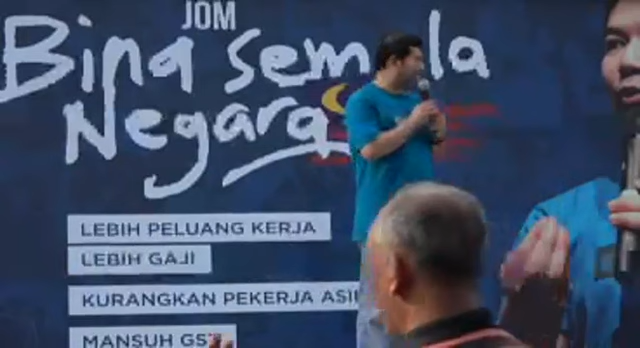 JOM
Bina semula
Negara
LEBIH PELUANG KERJA
LEBIH GAJI
KURANGKAN PEKERJA
MANSUH